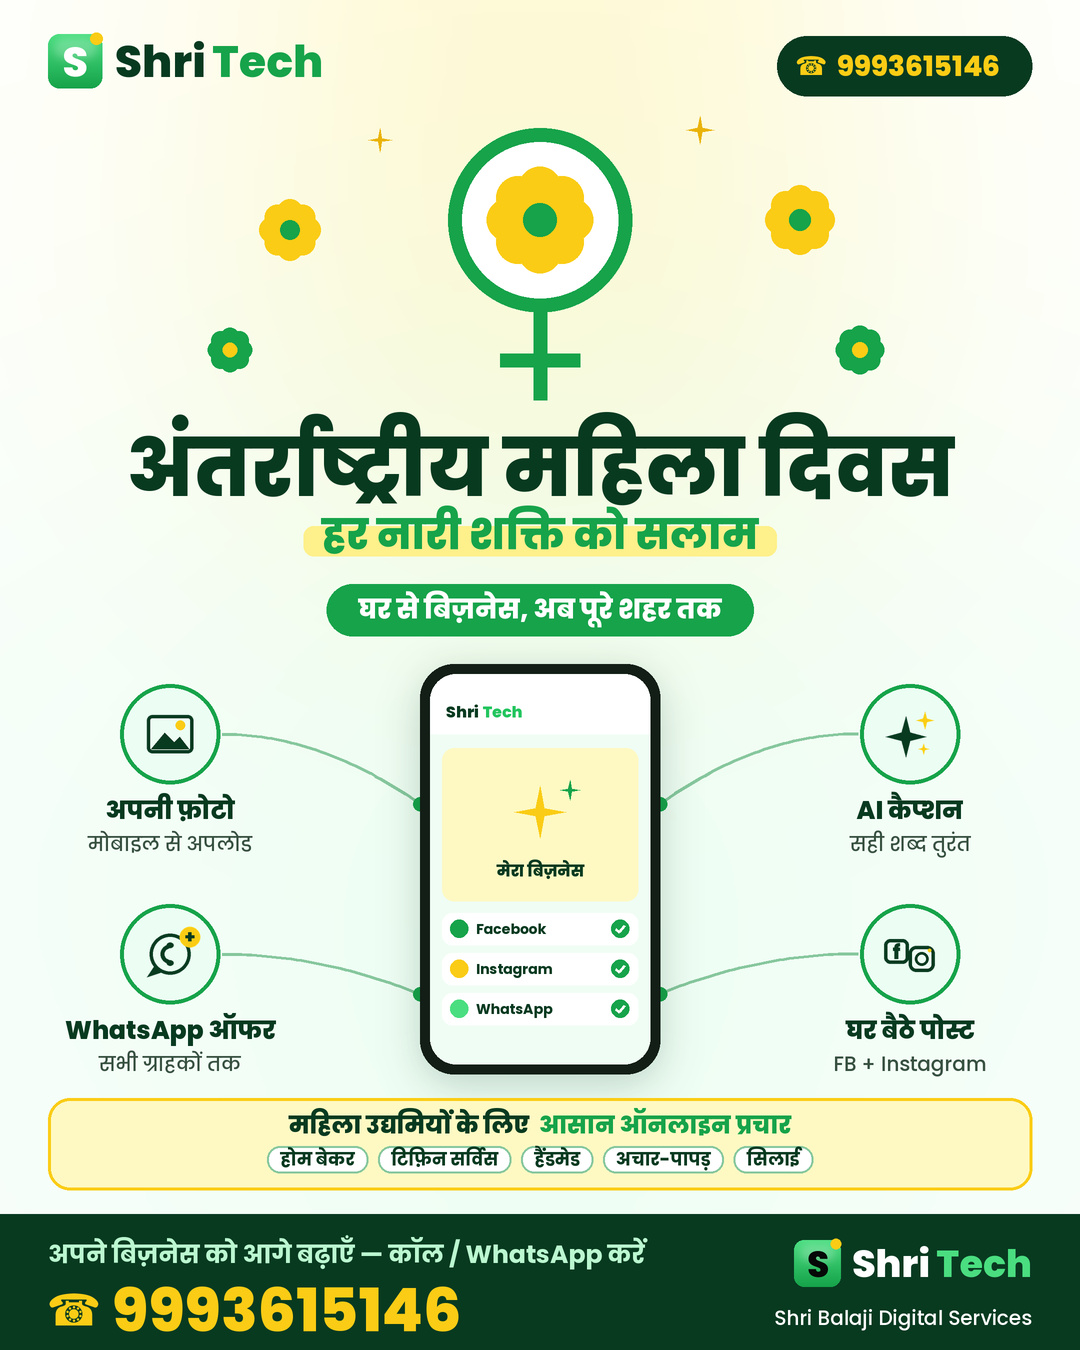 S Shri Tech
☎ 9993615146
अंतर्राष्ट्रीय महिला दिवस
हर नारी शक्ति को सलाम
घर से बिज़नेस, अब पूरे शहर तक
अपनी फ़ोटो
मोबाइल से अपलोड
WhatsApp ऑफर
सभी ग्राहकों तक
Shri Tech
मेरा बिज़नेस
Facebook
Instagram
WhatsApp
AI कैप्शन
सही शब्द तुरंत
घर बैठे पोस्ट
FB + Instagram
महिला उद्यमियों के लिए आसान ऑनलाइन प्रचार
होम बेकर टिफ़िन सर्विस हैंडमेड अचार-पापड़ सिलाई
अपने बिज़नेस को आगे बढ़ाएँ — कॉल / WhatsApp करें
☎ 9993615146
S Shri Tech
Shri Balaji Digital Services